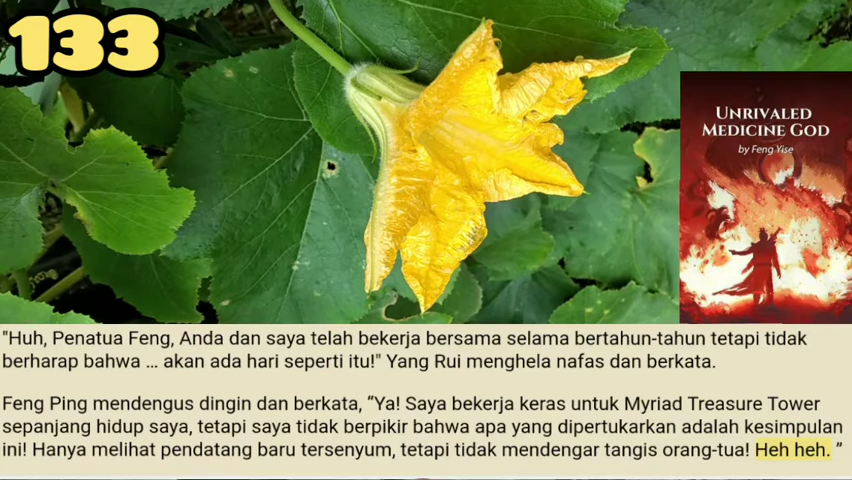 133
UNRIVALED
MEDICINE GOD
by Feng Yise
"Huh, Penatua Feng, Anda dan saya telah bekerja bersama selama bertahun-tahun tetapi tidak
berharap bahwa ... akan ada hari seperti itu!" Yang Rui menghela nafas dan berkata.
Feng Ping mendengus dingin dan berkata, “Ya! Saya bekerja keras untuk Myriad Treasure Tower
sepanjang hidup saya, tetapi saya tidak berpikir bahwa apa yang dipertukarkan adalah kesimpulan
ini! Hanya melihat pendatang baru tersenyum, tetapi tidak mendengar tangis orang-tua! Heh heh. ”